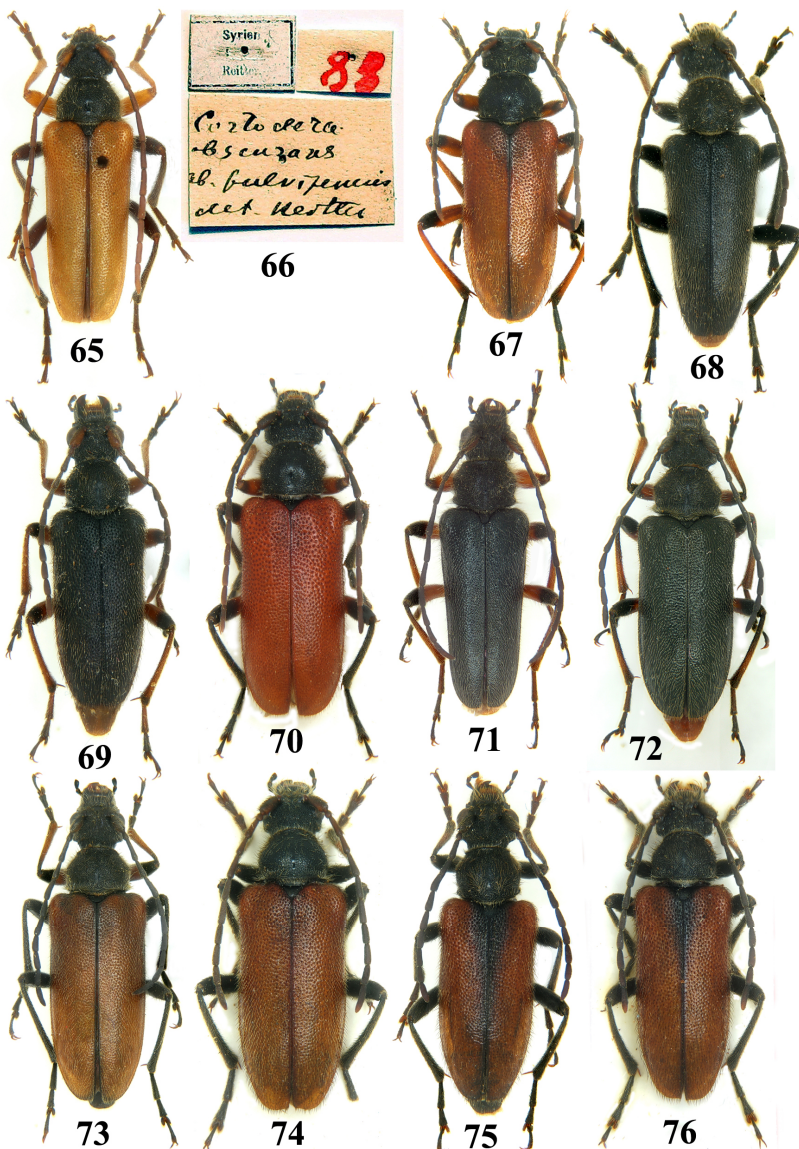 Syrien
Reitter.
83
Cortodera
obscurans
ab. fulvipennis
det. Reitter
65
66
67
68
69
70
71
72
73
74
75
76